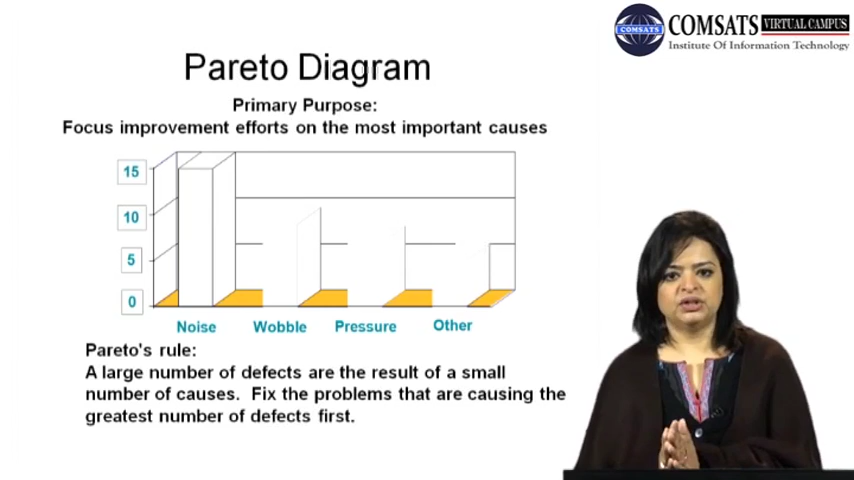 COMSATS VIRTUAL CAMPUS
Institute Of Information Technology
COMSATS
Pareto Diagram
Primary Purpose:
Focus improvement efforts on the most important causes
15
10
5
0
Noise Wobble Pressure Other
Pareto's rule:
A large number of defects are the result of a small
number of causes. Fix the problems that are causing the
greatest number of defects first.